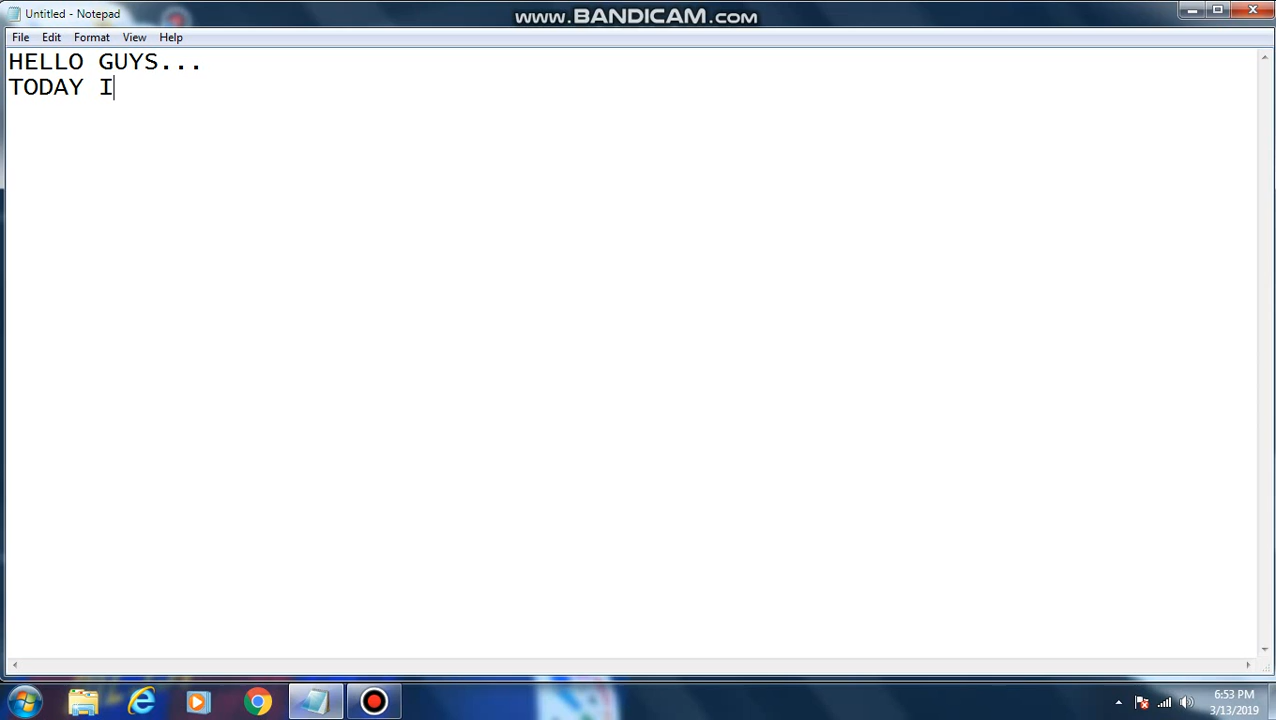 Untitled - Notepad
www.BANDICAM.com
File Edit Format View Help
HELLO GUYS...
TODAY I
6:53 PM
3/13/2019